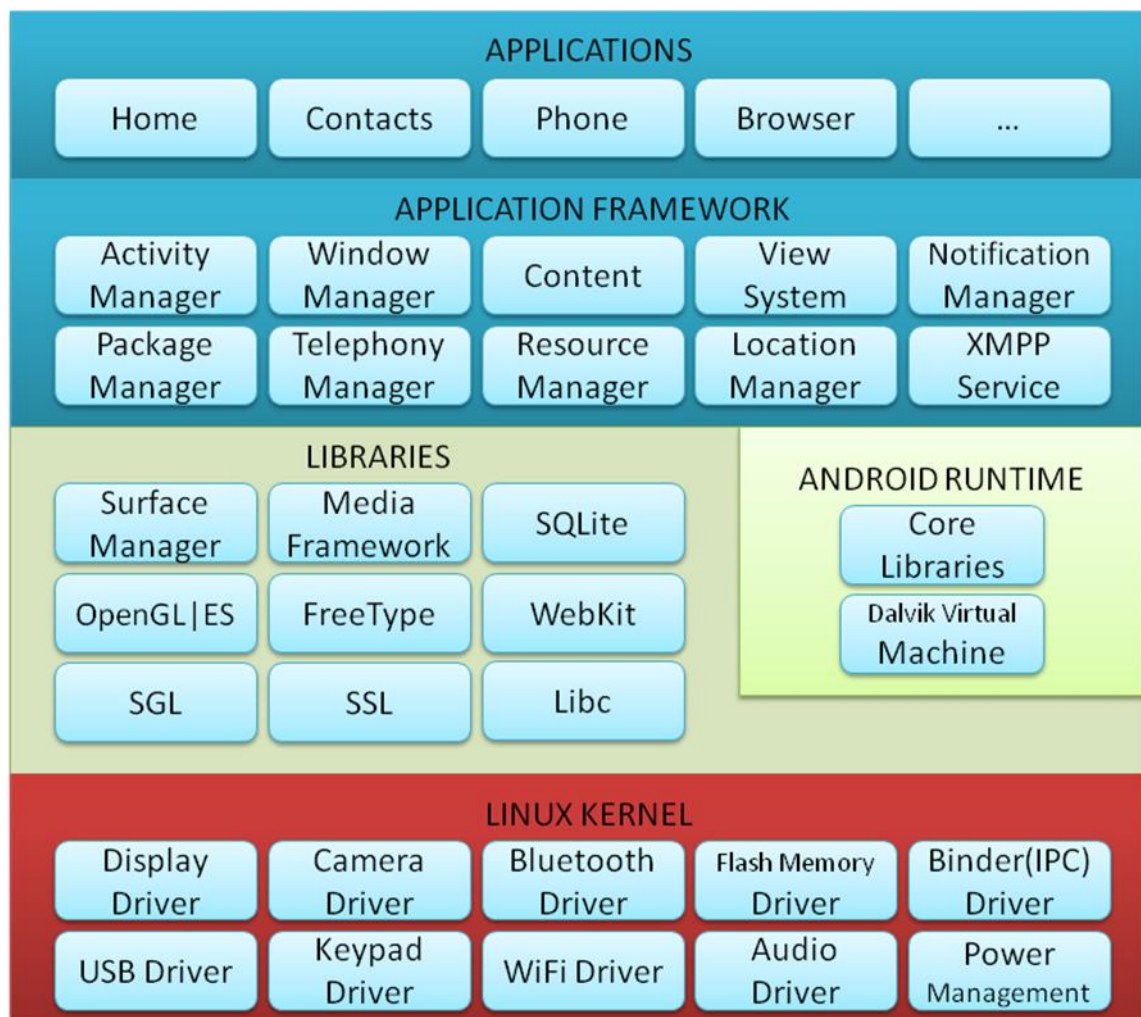 APPLICATIONS
Home
Contacts
Phone
Browser
...
APPLICATION FRAMEWORK
Activity
Manager
Window
Manager
Content
View
System
Notification
Manager
Package
Manager
Telephony
Manager
Resource
Manager
Location
Manager
XMPP
Service
LIBRARIES
Surface
Manager
Media
Framework
SQLite
OpenGL|ES
FreeType
WebKit
SGL
SSL
Libc
ANDROID RUNTIME
Core
Libraries
Dalvik Virtual
Machine
LINUX KERNEL
Display
Driver
Camera
Driver
Bluetooth
Driver
Flash Memory
Driver
Binder(IPC)
Driver
USB Driver
Keypad
Driver
WiFi Driver
Audio
Driver
Power
Management